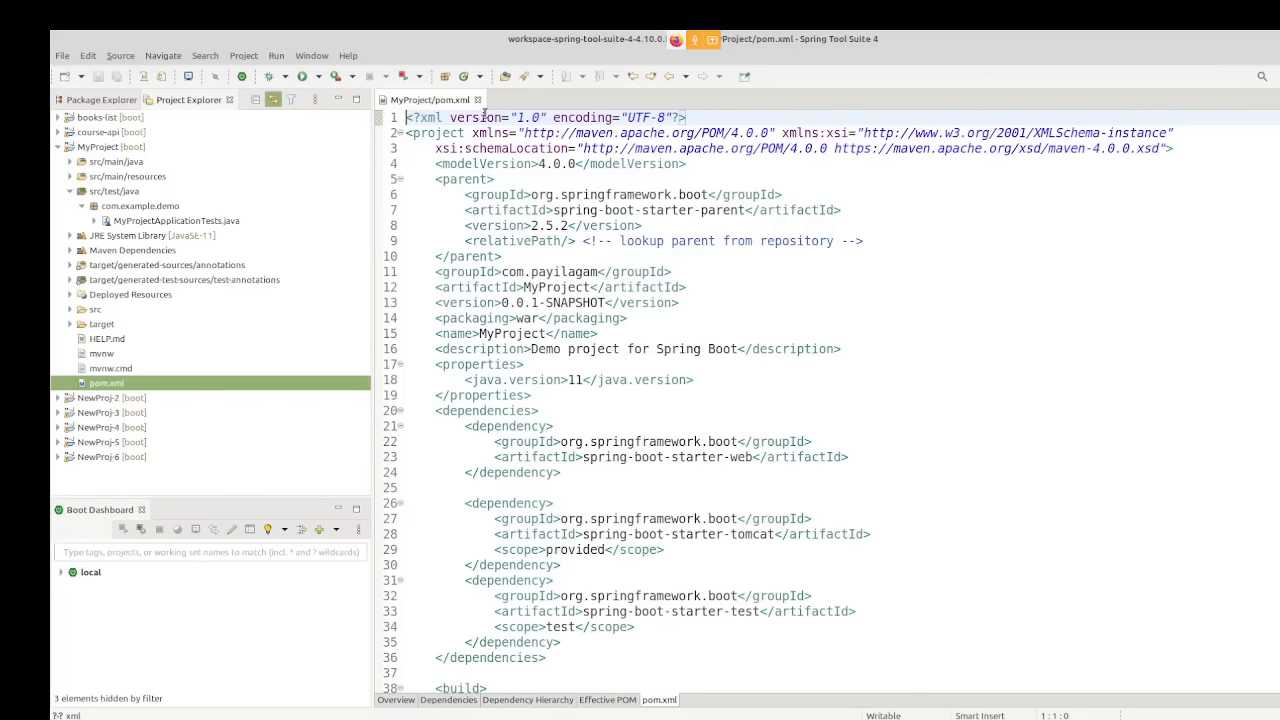 workspace-spring-tool-suite-4-4.10.0. Project/pom.xml - Spring Tool Suite 4
File Edit Source Navigate Search Project Run Window Help
Package Explorer Project Explorer
books-list [boot]
course-api [boot]
MyProject [boot]
src/main/java
src/main/resources
src/test/java
com.example.demo
MyProjectApplicationTests.java
JRE System Library [JavaSE-11]
Maven Dependencies
target/generated-sources/annotations
target/generated-test-sources/test-annotations
Deployed Resources
src
target
HELP.md
mvnw
mvnw.cmd
pom.xml
NewProj-2 [boot]
NewProj-3 [boot]
NewProj-4 [boot]
NewProj-5 [boot]
NewProj-6 [boot]
Boot Dashboard
Type tags, projects, or working set names to match (incl. * and ? wildcards)
local
3 elements hidden by filter
MyProject/pom.xml
1 <?xml version="1.0" encoding="UTF-8"?>
2 <project xmlns="http://maven.apache.org/POM/4.0.0" xmlns:xsi="http://www.w3.org/2001/XMLSchema-instance"
3 xsi:schemaLocation="http://maven.apache.org/POM/4.0.0 https://maven.apache.org/xsd/maven-4.0.0.xsd">
4 <modelVersion>4.0.0</modelVersion>
5 <parent>
6 <groupId>org.springframework.boot</groupId>
7 <artifactId>spring-boot-starter-parent</artifactId>
8 <version>2.5.2</version>
9 <relativePath/> <!-- lookup parent from repository -->
10 </parent>
11 <groupId>com.payilagam</groupId>
12 <artifactId>MyProject</artifactId>
13 <version>0.0.1-SNAPSHOT</version>
14 <packaging>war</packaging>
15 <name>MyProject</name>
16 <description>Demo project for Spring Boot</description>
17 <properties>
18 <java.version>11</java.version>
19 </properties>
20 <dependencies>
21 <dependency>
22 <groupId>org.springframework.boot</groupId>
23 <artifactId>spring-boot-starter-web</artifactId>
24 </dependency>
25
26 <dependency>
27 <groupId>org.springframework.boot</groupId>
28 <artifactId>spring-boot-starter-tomcat</artifactId>
29 <scope>provided</scope>
30 </dependency>
31 <dependency>
32 <groupId>org.springframework.boot</groupId>
33 <artifactId>spring-boot-starter-test</artifactId>
34 <scope>test</scope>
35 </dependency>
36 </dependencies>
37
38 <build>
Overview Dependencies Dependency Hierarchy Effective POM pom.xml
?-? xml Writable Smart Insert 1 : 1 : 0